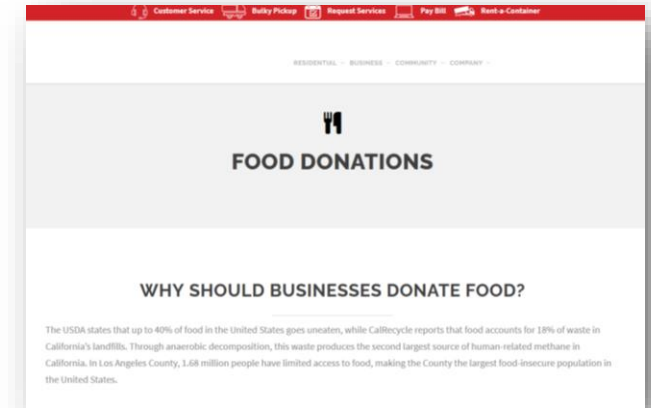 Customer Service Bulky Pickup Request Services Pay Bill Rent-a-Container
RESIDENTIAL BUSINESS COMMUNITY COMPANY
FOOD DONATIONS
WHY SHOULD BUSINESSES DONATE FOOD?
The USDA states that up to 40% of food in the United States goes uneaten, while CalRecycle reports that food accounts for 18% of waste in
California's landfills. Through anaerobic decomposition, this waste produces the second largest source of human-related methane in
California. In Los Angeles County, 1.68 million people have limited access to food, making the County the largest food-insecure population in
the United States.